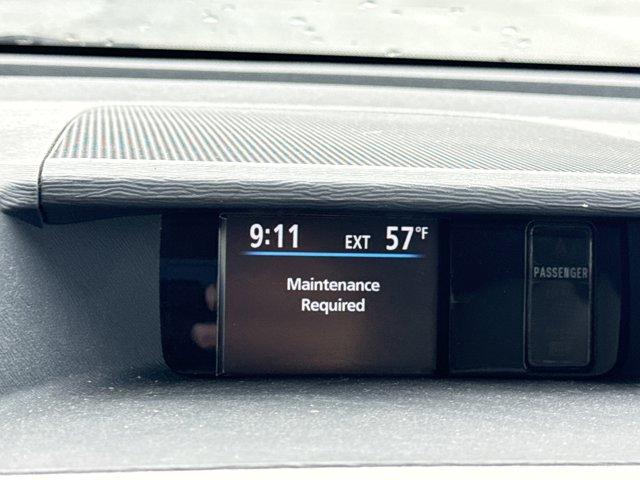 9:11 EXT 57°F
Maintenance
Required
PASSENGER